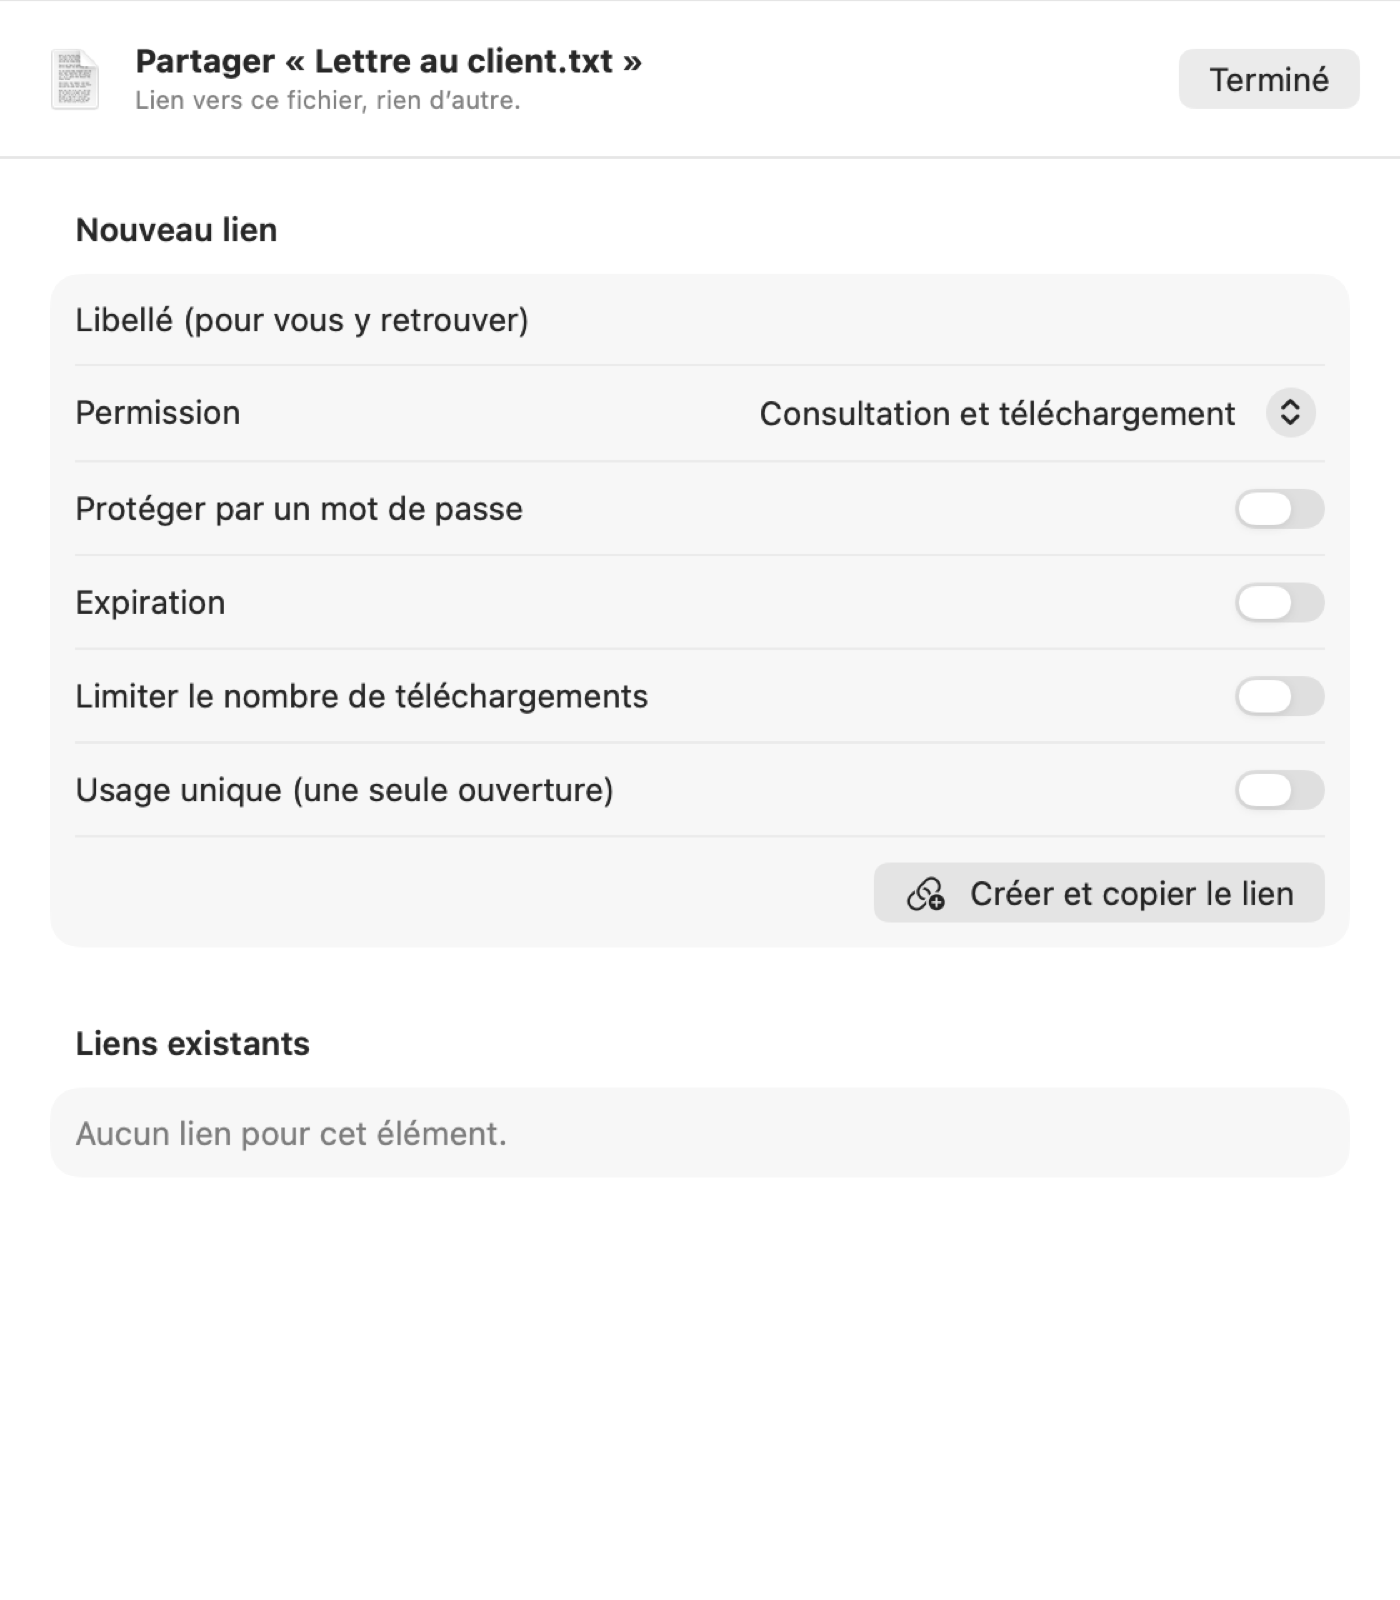 Partager « Lettre au client.txt »
Lien vers ce fichier, rien d’autre.
Terminé
Nouveau lien
Libellé (pour vous y retrouver)
Permission Consultation et téléchargement
Protéger par un mot de passe
Expiration
Limiter le nombre de téléchargements
Usage unique (une seule ouverture)
Créer et copier le lien
Liens existants
Aucun lien pour cet élément.